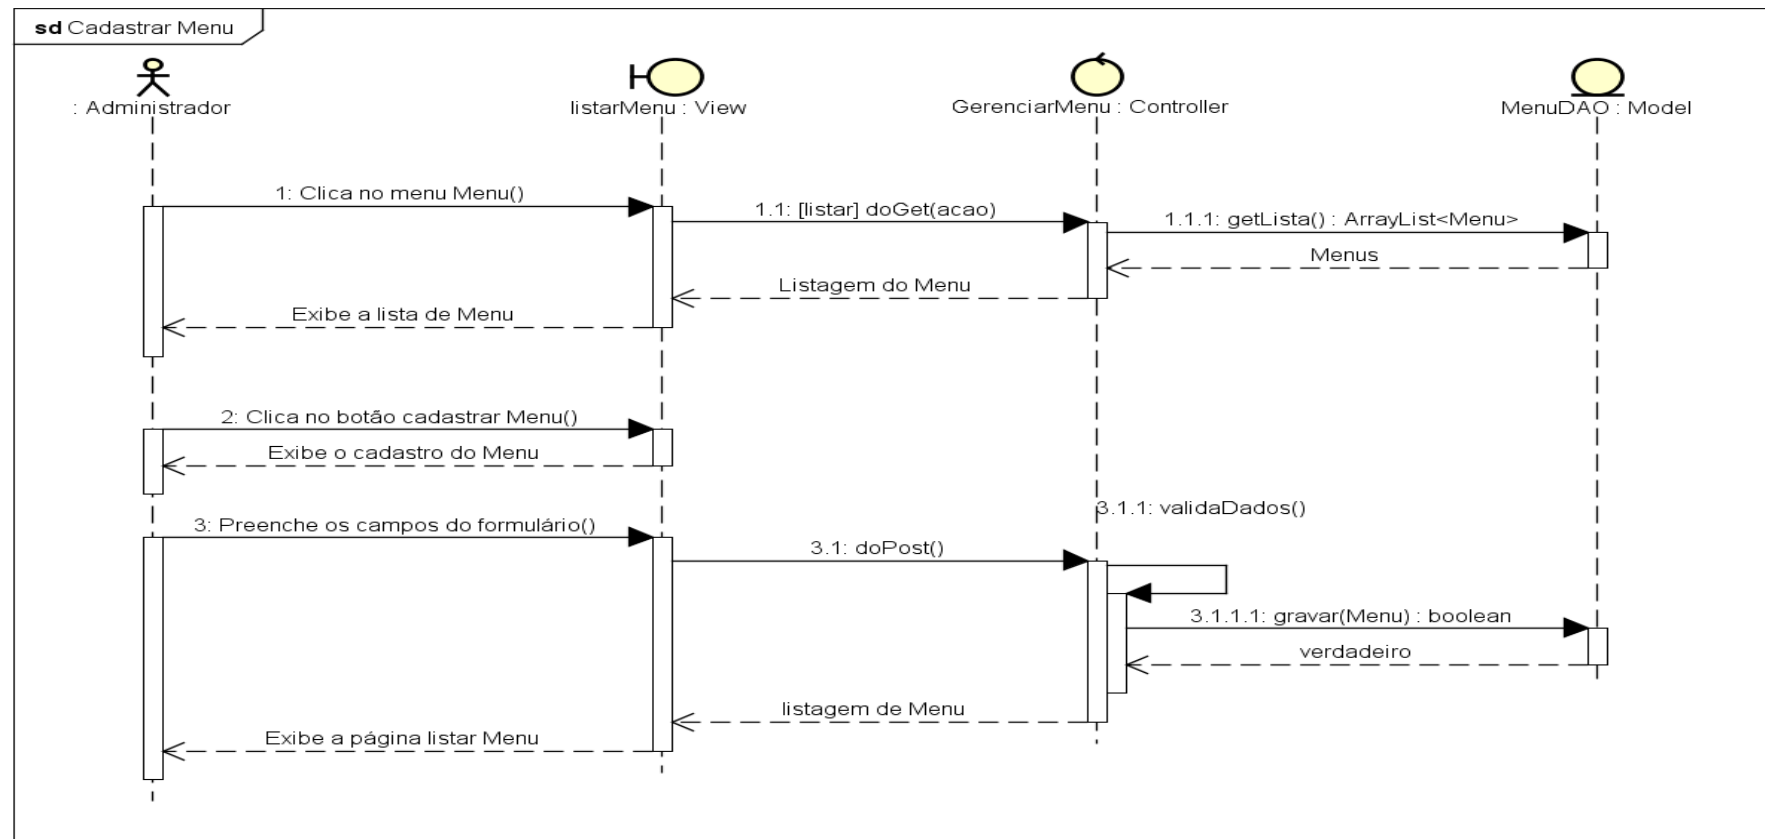 sd Cadastrar Menu
: Administrador
listarMenu : View
GerenciarMenu : Controller
MenuDAO : Model
1: Clica no menu Menu()
1.1: [listar] doGet(acao)
1.1.1: getLista() : ArrayList<Menu>
Menus
Listagem do Menu
Exibe a lista de Menu
2: Clica no botão cadastrar Menu()
Exibe o cadastro do Menu
3: Preenche os campos do formulário()
3.1: doPost()
3.1.1: validaDados()
3.1.1.1: gravar(Menu) : boolean
verdadeiro
listagem de Menu
Exibe a página listar Menu